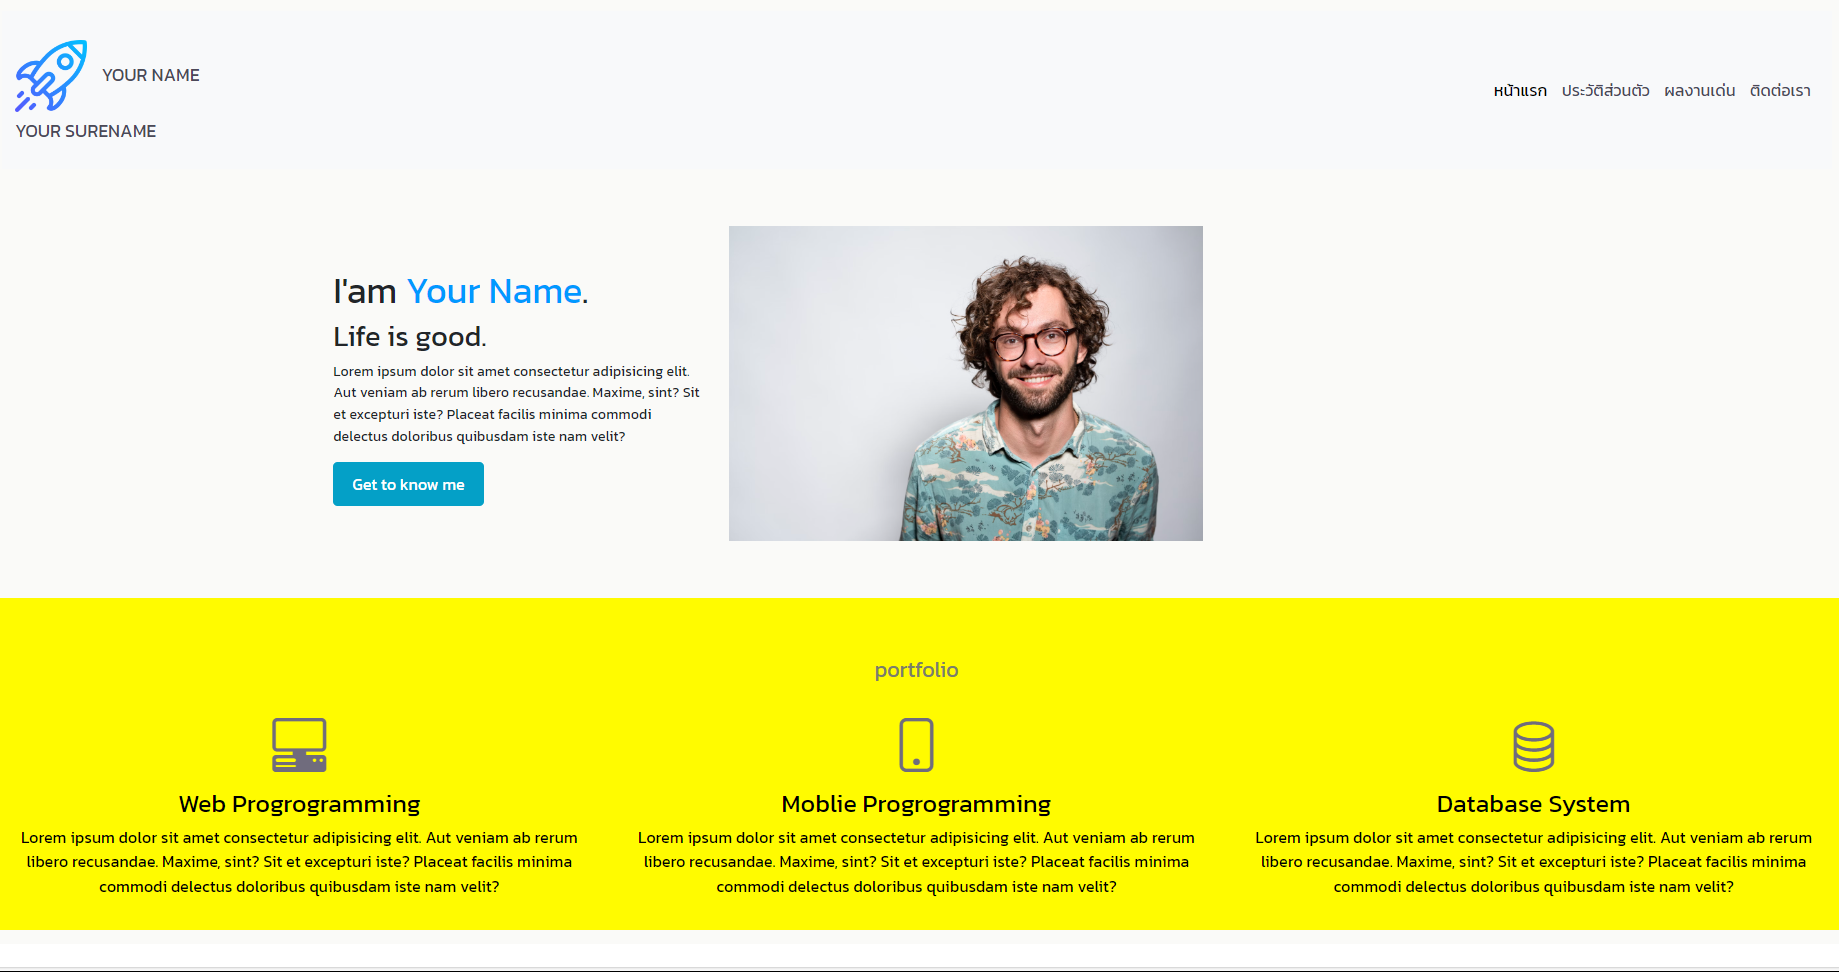 YOUR NAME
YOUR SURENAME
หน้าแรก ประวัติส่วนตัว ผลงานเด่น ติดต่อเรา
I'am Your Name.
Life is good.
Lorem ipsum dolor sit amet consectetur adipisicing elit.
Aut veniam ab rerum libero recusandae. Maxime, sint? Sit
et excepturi iste? Placeat facilis minima commodi
delectus doloribus quibusdam iste nam velit?
Get to know me
portfolio
Web Progrogramming
Lorem ipsum dolor sit amet consectetur adipisicing elit. Aut veniam ab rerum
libero recusandae. Maxime, sint? Sit et excepturi iste? Placeat facilis minima
commodi delectus doloribus quibusdam iste nam velit?
Moblie Progrogramming
Lorem ipsum dolor sit amet consectetur adipisicing elit. Aut veniam ab rerum
libero recusandae. Maxime, sint? Sit et excepturi iste? Placeat facilis minima
commodi delectus doloribus quibusdam iste nam velit?
Database System
Lorem ipsum dolor sit amet consectetur adipisicing elit. Aut veniam ab rerum
libero recusandae. Maxime, sint? Sit et excepturi iste? Placeat facilis minima
commodi delectus doloribus quibusdam iste nam velit?